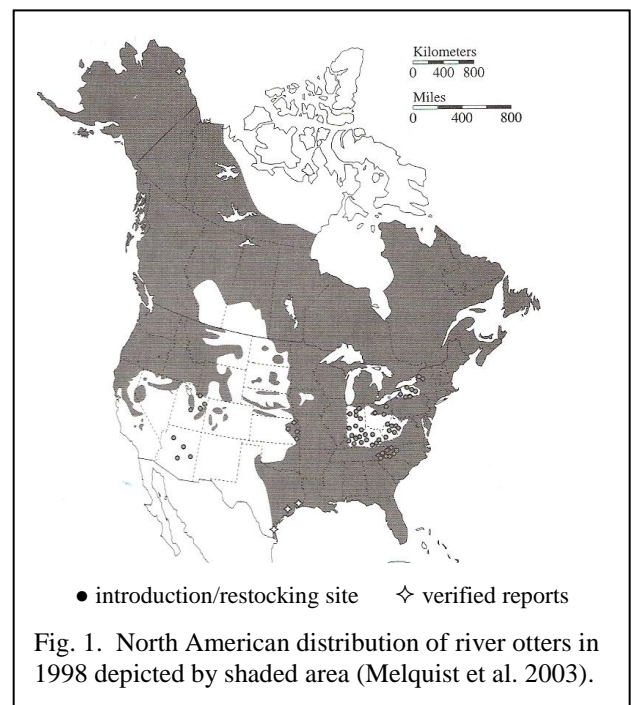 Kilometers
0 400 800
Miles
0 400 800
● introduction/restocking site ✧ verified reports
Fig. 1. North American distribution of river otters in
1998 depicted by shaded area (Melquist et al. 2003).